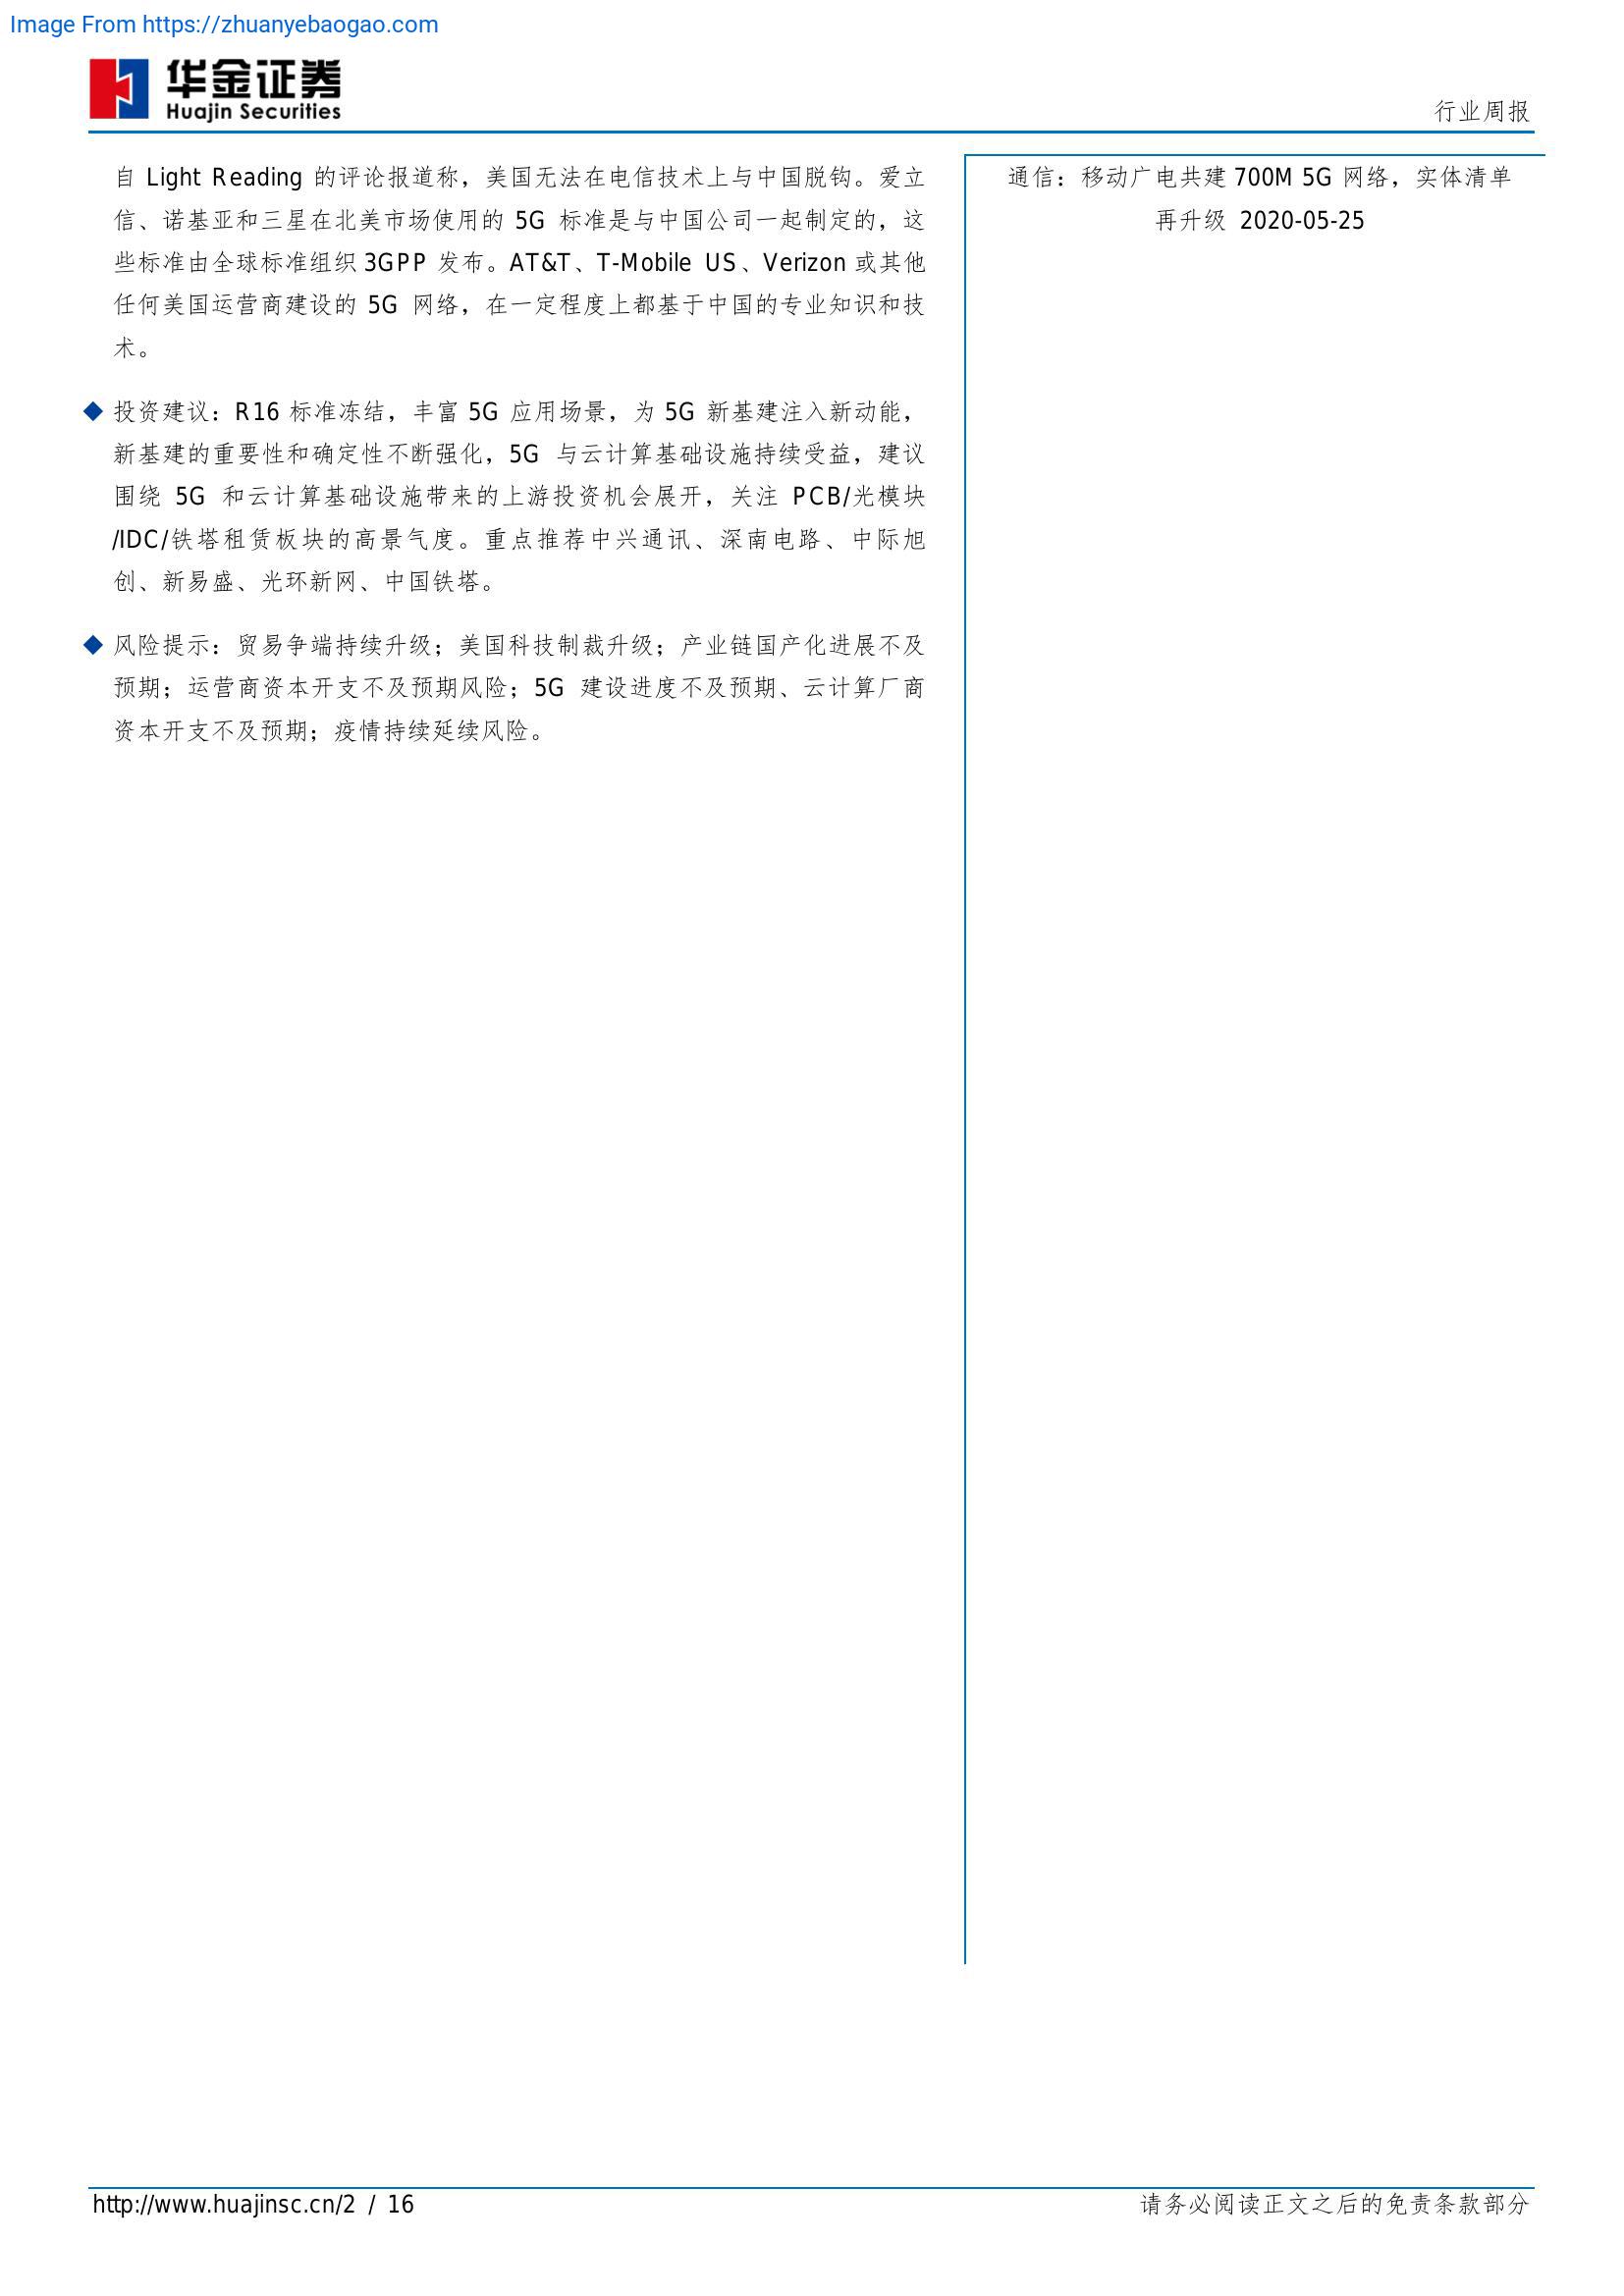 Image From https://zhuanyebaogao.com
华金证券
Huajin Securities
行业周报
自 Light Reading 的评论报道称，美国无法在电信技术上与中国脱钩。爱立
信、诺基亚和三星在北美市场使用的 5G 标准是与中国公司一起制定的，这
些标准由全球标准组织 3GPP 发布。AT&T、T-Mobile US、Verizon 或其他
任何美国运营商建设的 5G 网络，在一定程度上都基于中国的专业知识和技
术。
◆ 投资建议：R16 标准冻结，丰富 5G 应用场景，为 5G 新基建注入新动能，
新基建的重要性和确定性不断强化，5G 与云计算基础设施持续受益，建议
围绕 5G 和云计算基础设施带来的上游投资机会展开，关注 PCB/光模块
/IDC/铁塔租赁板块的高景气度。重点推荐中兴通讯、深南电路、中际旭
创、新易盛、光环新网、中国铁塔。
◆ 风险提示：贸易争端持续升级；美国科技制裁升级；产业链国产化进展不及
预期；运营商资本开支不及预期风险；5G 建设进度不及预期、云计算厂商
资本开支不及预期；疫情持续延续风险。
通信：移动广电共建 700M 5G 网络，实体清单
再升级 2020-05-25
http://www.huajinsc.cn/2 / 16
请务必阅读正文之后的免责条款部分